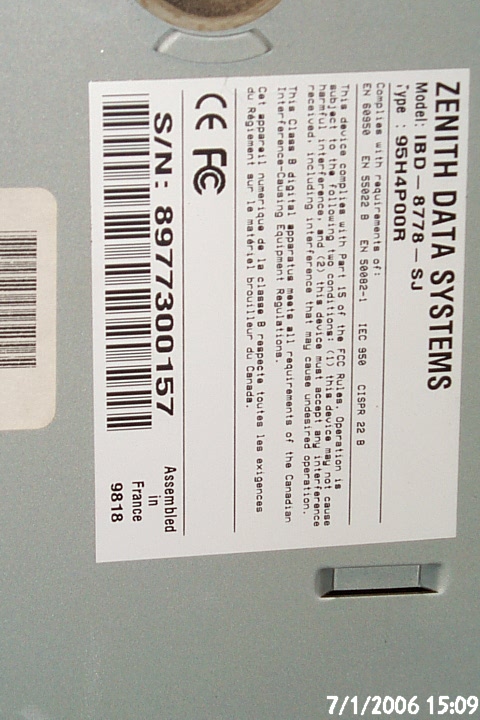 ZENITH DATA SYSTEMS
Model: IBD-8778-SJ
Type : 95H4P00R
Complies with requirements of:
EN 60950 EN 55022 B EN 50082-1 IEC 950 CISPR 22 B
This device complies with Part 15 of the FCC Rules. Operation is
subject to the following two conditions: (1) this device may not cause
harmful interference, and (2) this device must accept any interference
received, including interference that may cause undesired operation.
This Class B digital apparatus meets all requirements of the Canadian
Interference-Causing Equipment Regulations.
Cet appareil numerique de la classe B respecte toutes les exigences
du Réglement sur le matériel brouilleur du Canada.
CE FC
S/N: 8977300157
Assembled
in
France
9818
7/1/2006 15:09